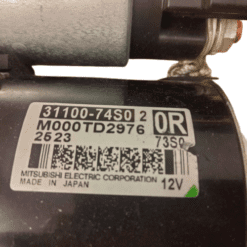 31100-74S0 2
0R
M000TD2976
2523
73S0
MITSUBISHI ELECTRIC CORPORATION
MADE IN JAPAN
12V